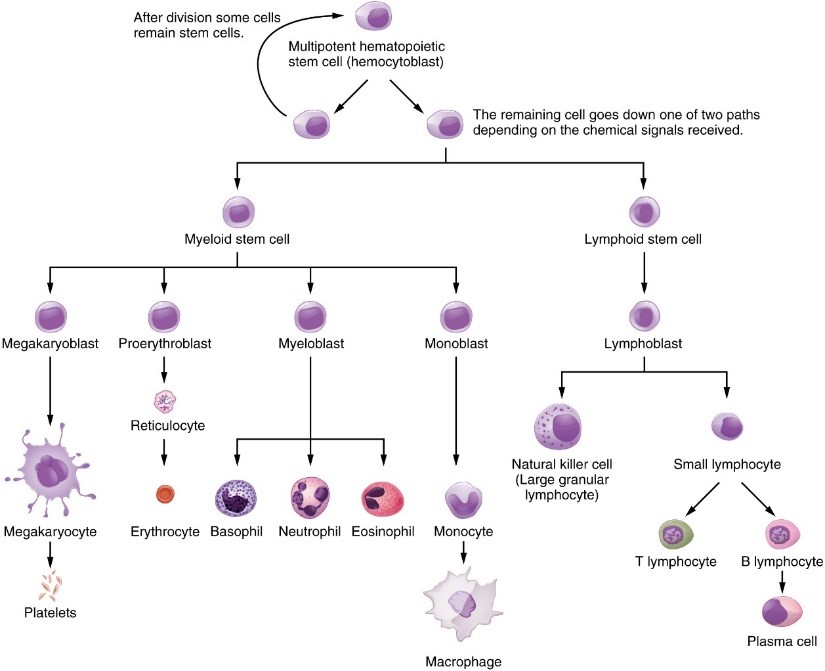 After division some cells
remain stem cells.
Multipotent hematopoietic
stem cell (hemocytoblast)
The remaining cell goes down one of two paths
depending on the chemical signals received.
Myeloid stem cell
Lymphoid stem cell
Megakaryoblast
Proerythroblast
Myeloblast
Monoblast
Lymphoblast
Reticulocyte
Natural killer cell
(Large granular
lymphocyte)
Small lymphocyte
Megakaryocyte
Erythrocyte
Basophil
Neutrophil
Eosinophil
Monocyte
T lymphocyte
B lymphocyte
Platelets
Macrophage
Plasma cell